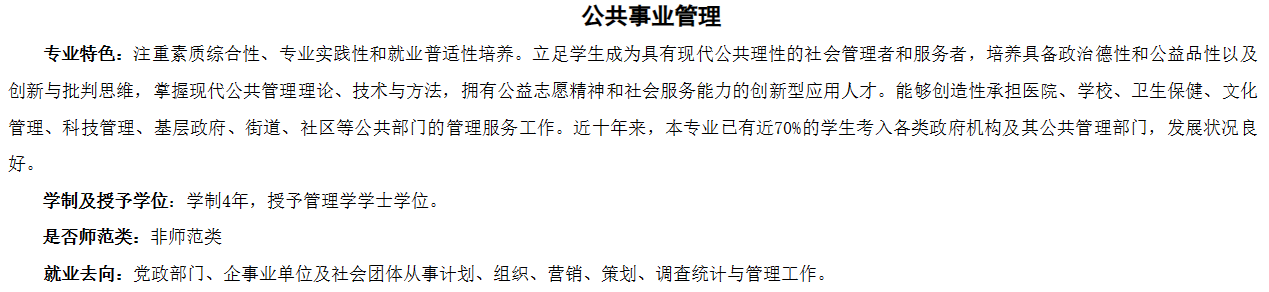 公共事业管理
专业特色：注重素质综合性、专业实践性和就业普适性培养。立足学生成为具有现代公共理性的社会管理者和服务者，培养具备政治德性和公益品性以及
创新与批判思维，掌握现代公共管理理论、技术与方法，拥有公益志愿精神和社会服务能力的创新型应用人才。能够创造性承担医院、学校、卫生保健、文化
管理、科技管理、基层政府、街道、社区等公共部门的管理服务工作。近十年来，本专业已有近70%的学生考入各类政府机构及其公共管理部门，发展状况良
好。
学制及授予学位：学制4年，授予管理学学士学位。
是否师范类：非师范类
就业去向：党政部门、企事业单位及社会团体从事计划、组织、营销、策划、调查统计与管理工作。